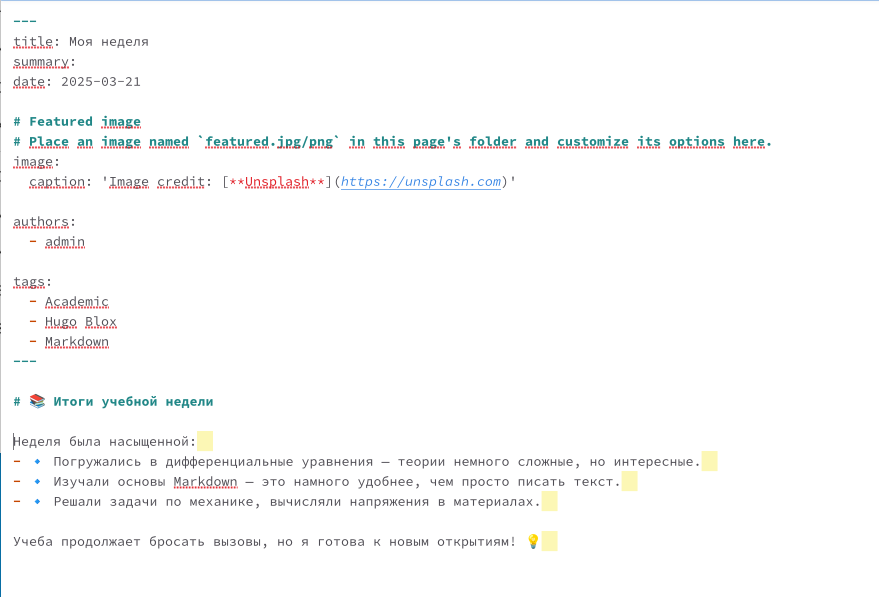 ---
title: Моя неделя
summary:
date: 2025-03-21

# Featured image
# Place an image named `featured.jpg/png` in this page's folder and customize its options here.
image:
  caption: 'Image credit: [**Unsplash**](https://unsplash.com)'

authors:
  - admin

tags:
  - Academic
  - Hugo Blox
  - Markdown
---

# 📚 Итоги учебной недели

Неделя была насыщенной:
- 🔹 Погружались в дифференциальные уравнения — теории немного сложные, но интересные.
- 🔹 Изучали основы Markdown — это намного удобнее, чем просто писать текст.
- 🔹 Решали задачи по механике, вычисляли напряжения в материалах.

Учеба продолжает бросать вызовы, но я готова к новым открытиям! 💡